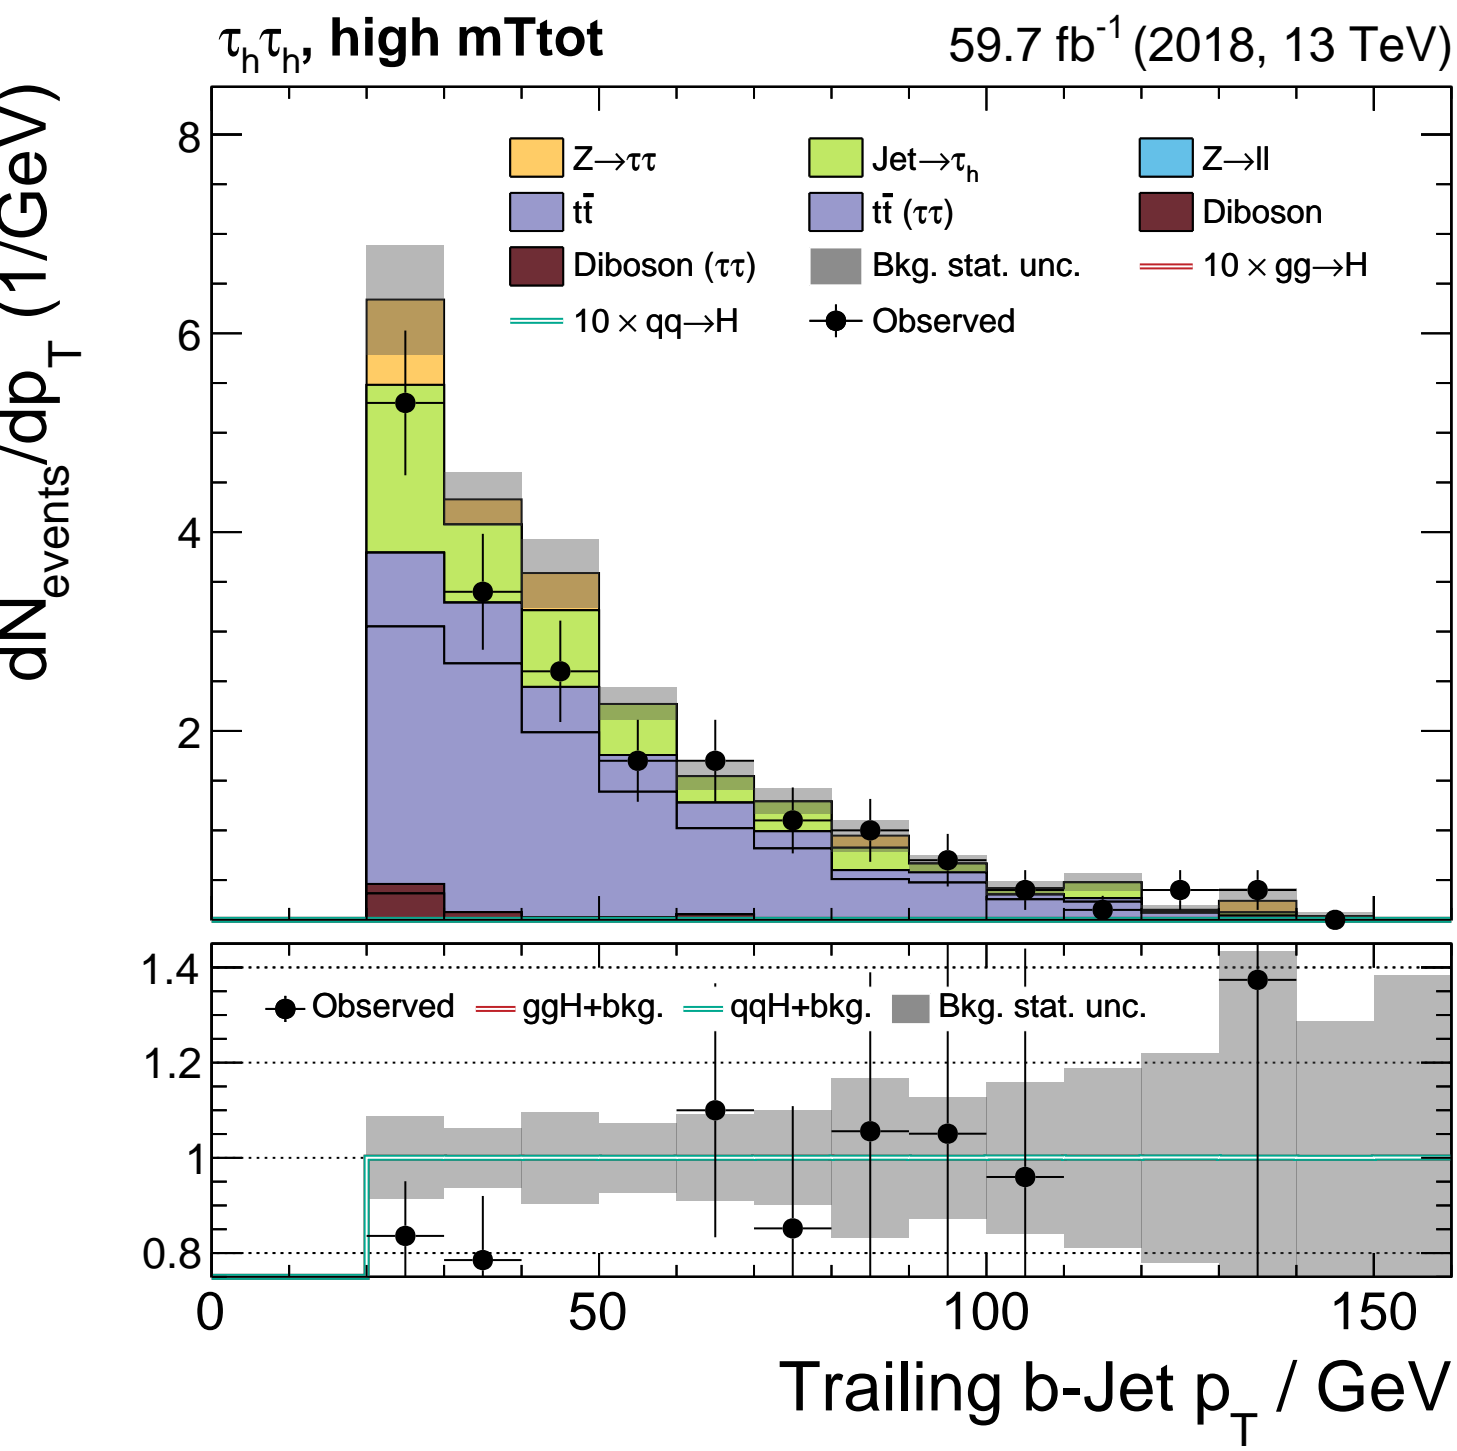 τhτh, high mTtot 59.7 fb-1 (2018, 13 TeV)
dNevents/dpT (1/GeV)
8
6
4
2
Z→ττ Jet→τh Z→ll
tt̄ tt̄ (ττ) Diboson
Diboson (ττ) Bkg. stat. unc. 10 × gg→H
10 × qq→H Observed
1.4
1.2
1
0.8
Observed ggH+bkg. qqH+bkg. Bkg. stat. unc.
0 50 100 150
Trailing b-Jet pT / GeV